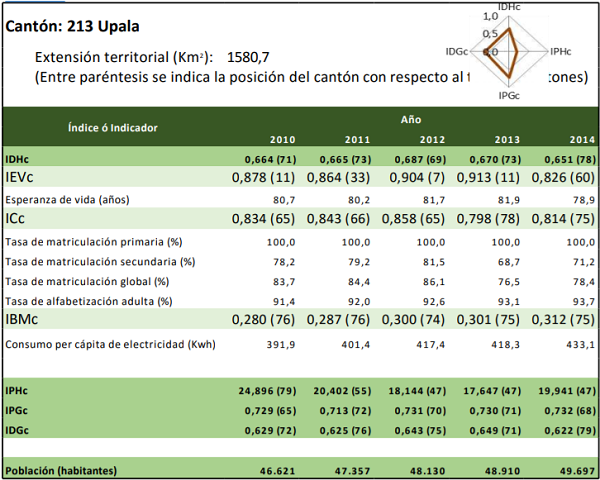 IDHc
Cantón: 213 Upala
1,0
0,5
IDGc 0,0 IPHc
Extensión territorial (Km²): 1580,7
(Entre paréntesis se indica la posición del cantón con respecto al t ones)
IPGc
Índice ó Indicador Año
2010 2011 2012 2013 2014
IDHc 0,664 (71) 0,665 (73) 0,687 (69) 0,670 (73) 0,651 (78)
IEVc 0,878 (11) 0,864 (33) 0,904 (7) 0,913 (11) 0,826 (60)
Esperanza de vida (años) 80,7 80,2 81,7 81,9 78,9
ICc 0,834 (65) 0,843 (66) 0,858 (65) 0,798 (78) 0,814 (75)
Tasa de matriculación primaria (%) 100,0 100,0 100,0 100,0 100,0
Tasa de matriculación secundaria (%) 78,2 79,2 81,5 68,7 71,2
Tasa de matriculación global (%) 83,7 84,4 86,1 76,5 78,4
Tasa de alfabetización adulta (%) 91,4 92,0 92,6 93,1 93,7
IBMc 0,280 (76) 0,287 (76) 0,300 (74) 0,301 (75) 0,312 (75)
Consumo per cápita de electricidad (Kwh) 391,9 401,4 417,4 418,3 433,1
IPHc 24,896 (79) 20,402 (55) 18,144 (47) 17,647 (47) 19,941 (47)
IPGc 0,729 (65) 0,713 (72) 0,731 (70) 0,730 (71) 0,732 (68)
IDGc 0,629 (72) 0,625 (76) 0,643 (75) 0,649 (71) 0,622 (79)
Población (habitantes) 46.621 47.357 48.130 48.910 49.697